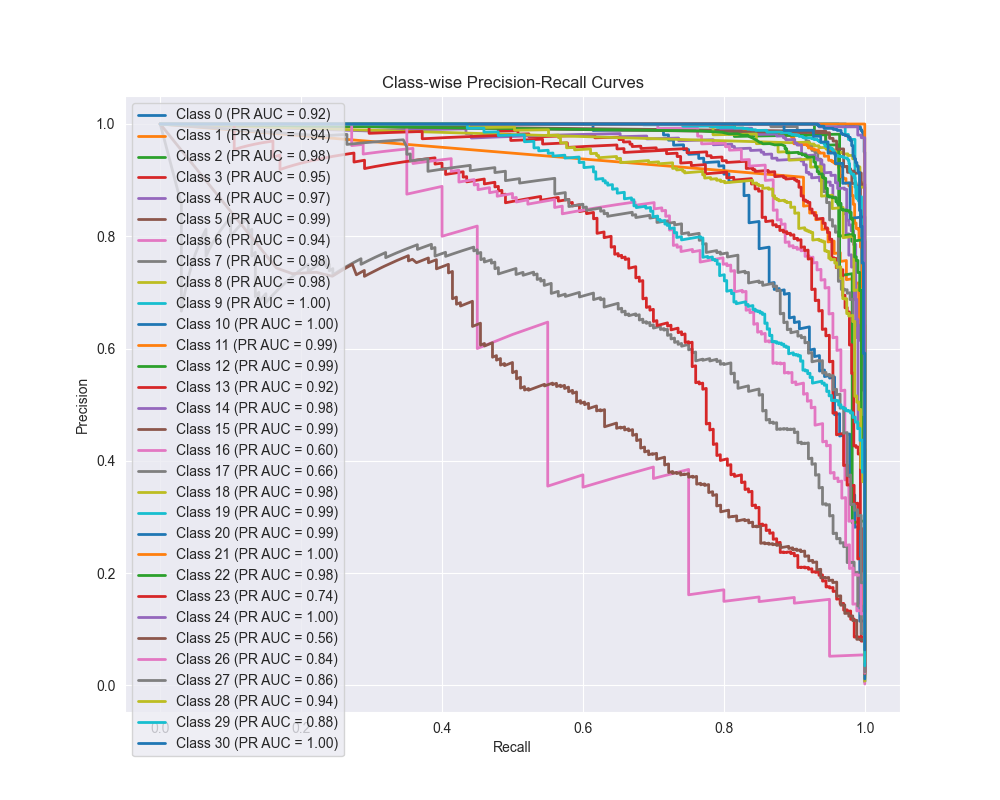 Class-wise Precision-Recall Curves
Precision
1.0
0.8
0.6
0.4
0.2
0.0
Class 0 (PR AUC = 0.92)
Class 1 (PR AUC = 0.94)
Class 2 (PR AUC = 0.98)
Class 3 (PR AUC = 0.95)
Class 4 (PR AUC = 0.97)
Class 5 (PR AUC = 0.99)
Class 6 (PR AUC = 0.94)
Class 7 (PR AUC = 0.98)
Class 8 (PR AUC = 0.98)
Class 9 (PR AUC = 1.00)
Class 10 (PR AUC = 1.00)
Class 11 (PR AUC = 0.99)
Class 12 (PR AUC = 0.99)
Class 13 (PR AUC = 0.92)
Class 14 (PR AUC = 0.98)
Class 15 (PR AUC = 0.99)
Class 16 (PR AUC = 0.60)
Class 17 (PR AUC = 0.66)
Class 18 (PR AUC = 0.98)
Class 19 (PR AUC = 0.99)
Class 20 (PR AUC = 0.99)
Class 21 (PR AUC = 1.00)
Class 22 (PR AUC = 0.98)
Class 23 (PR AUC = 0.74)
Class 24 (PR AUC = 1.00)
Class 25 (PR AUC = 0.56)
Class 26 (PR AUC = 0.84)
Class 27 (PR AUC = 0.86)
Class 28 (PR AUC = 0.94)
Class 29 (PR AUC = 0.88)
Class 30 (PR AUC = 1.00)
0.0 0.2 0.4 0.6 0.8 1.0
Recall